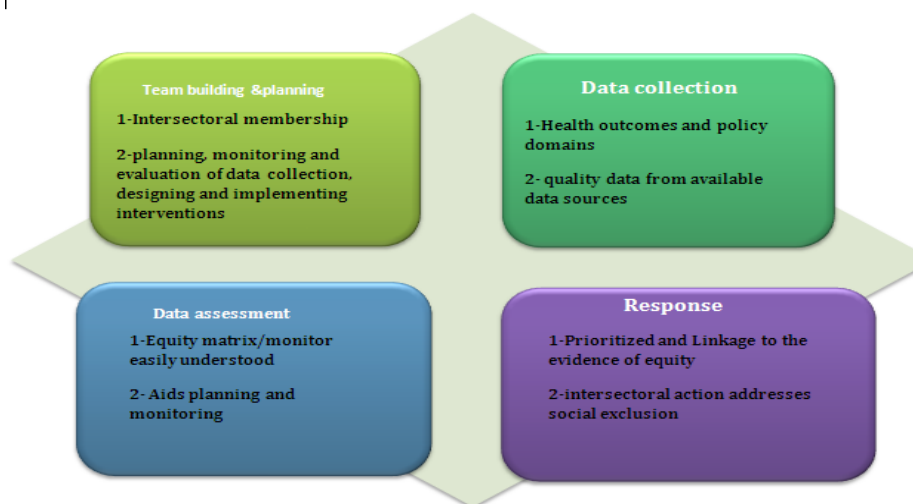 Team building &planning
1-Intersectoral membership
2-planning, monitoring and
evaluation of data collection,
designing and implementing
interventions
Data collection
1-Health outcomes and policy
domains
2- quality data from available
data sources
Data assessment
1-Equity matrix/monitor
easily understood
2- Aids planning and
monitoring
Response
1-Prioritized and Linkage to the
evidence of equity
2-intersectoral action addresses
social exclusion